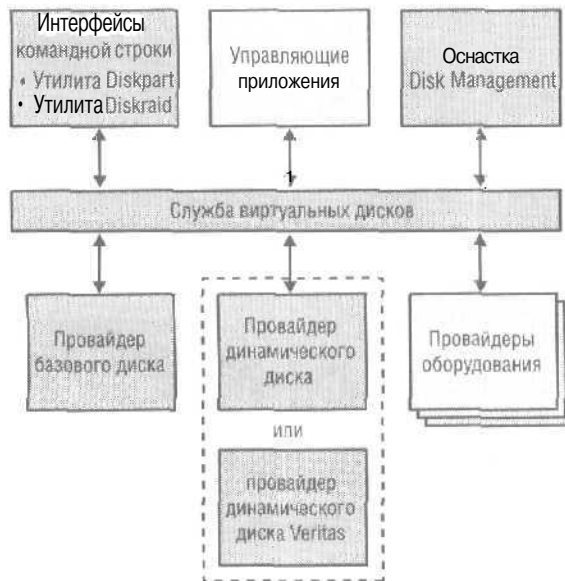 Интерфейсы
командной строки
• Утилита Diskpart
• Утилита Diskraid
Управляющие
приложения
Оснастка
Disk Management
Служба виртуальных дисков
Провайдер
базового диска
Провайдер
динамического
диска
или
провайдер
динамического
диска Veritas
Провайдеры
оборудования